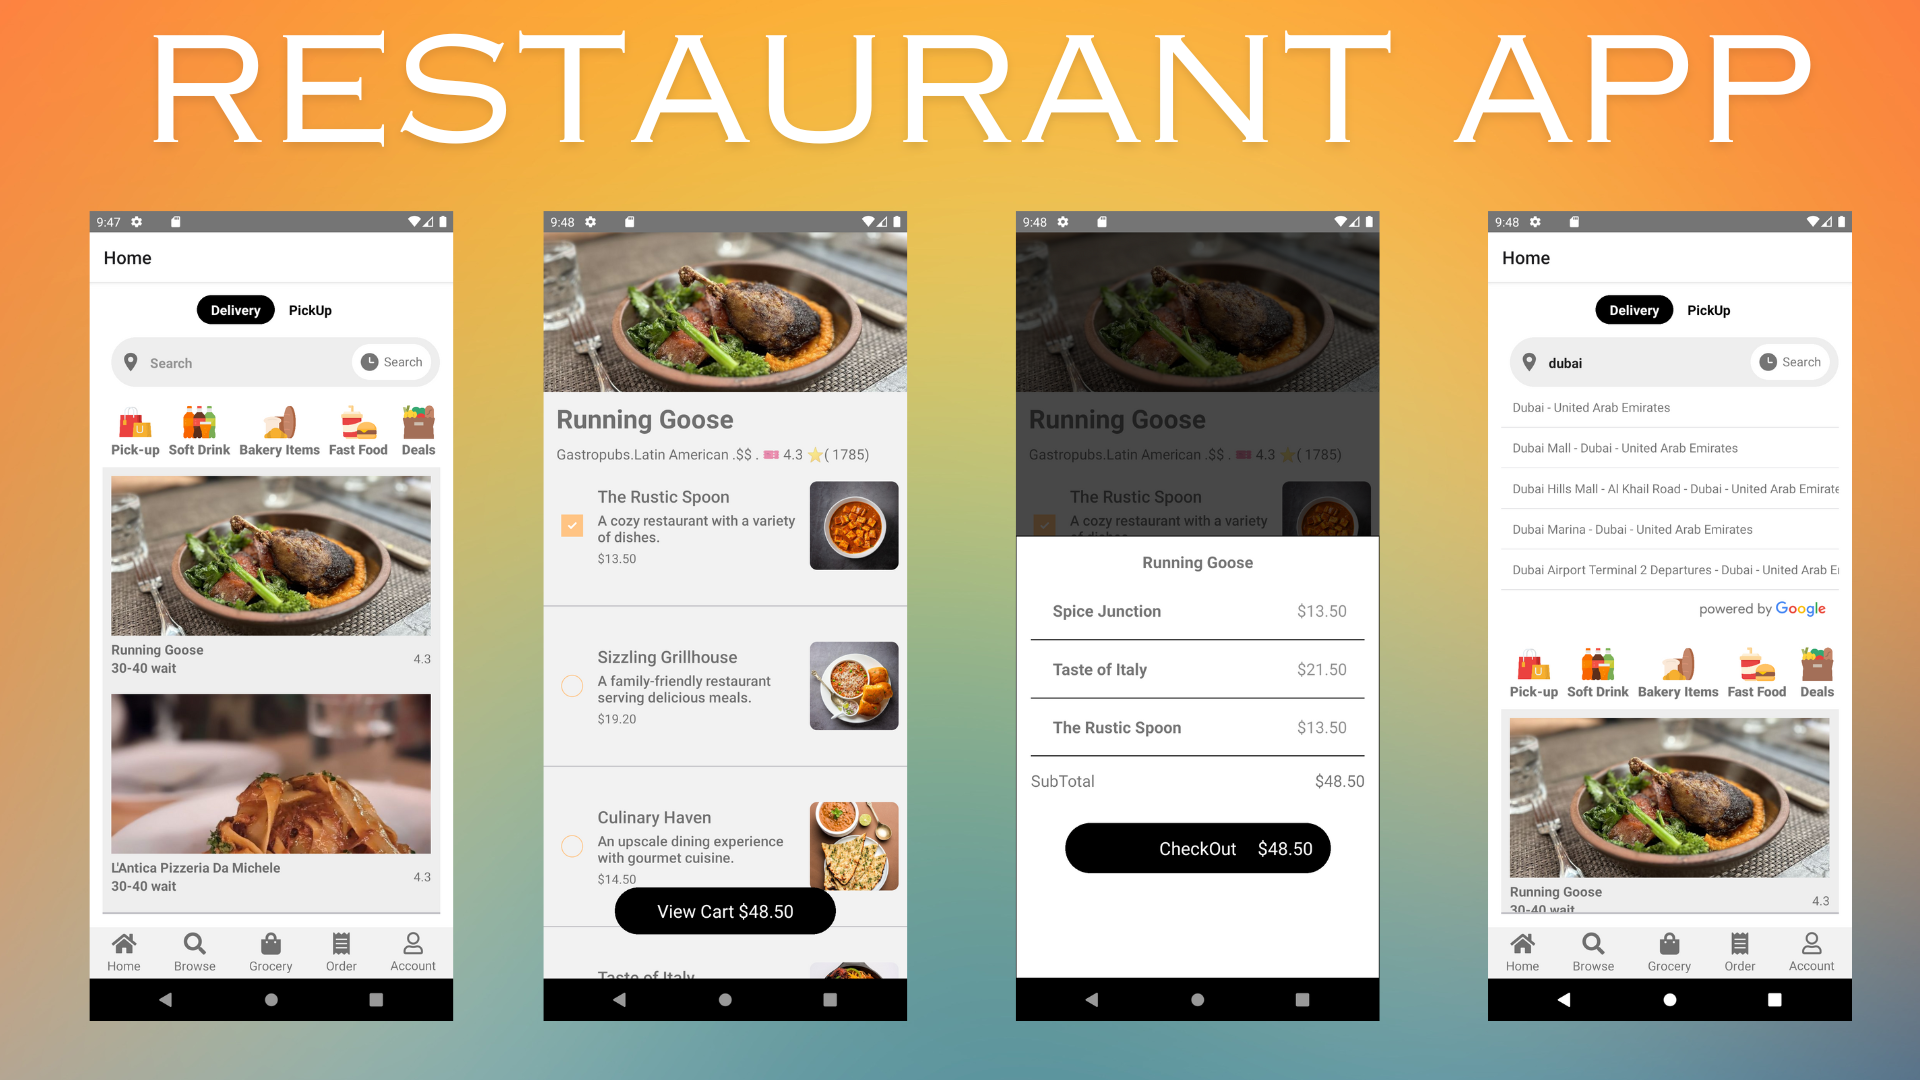 RESTAURANT APP
9:47
Home
Delivery PickUp
Search Search
Pick-up Soft Drink Bakery Items Fast Food Deals
Running Goose
30-40 wait
4.3
L'Antica Pizzeria Da Michele
30-40 wait
4.3
Home Browse Grocery Order Account
9:48
Running Goose
Gastropubs.Latin American .$$ . 🎫 4.3 ⭐( 1785)
The Rustic Spoon
A cozy restaurant with a variety
of dishes.
$13.50
Sizzling Grillhouse
A family-friendly restaurant
serving delicious meals.
$19.20
Culinary Haven
An upscale dining experience
with gourmet cuisine.
$14.50
View Cart $48.50
Taste of Italy
9:48
Running Goose
Gastropubs.Latin American .$$ . 🎫 4.3 ⭐( 1785)
The Rustic Spoon
A cozy restaurant with a variety
of dishes.
Running Goose
Spice Junction $13.50
Taste of Italy $21.50
The Rustic Spoon $13.50
SubTotal $48.50
CheckOut $48.50
9:48
Home
Delivery PickUp
dubai Search
Dubai - United Arab Emirates
Dubai Mall - Dubai - United Arab Emirates
Dubai Hills Mall - Al Khail Road - Dubai - United Arab Emirate
Dubai Marina - Dubai - United Arab Emirates
Dubai Airport Terminal 2 Departures - Dubai - United Arab E
powered by Google
Pick-up Soft Drink Bakery Items Fast Food Deals
Running Goose
30-40 wait
4.3
Home Browse Grocery Order Account